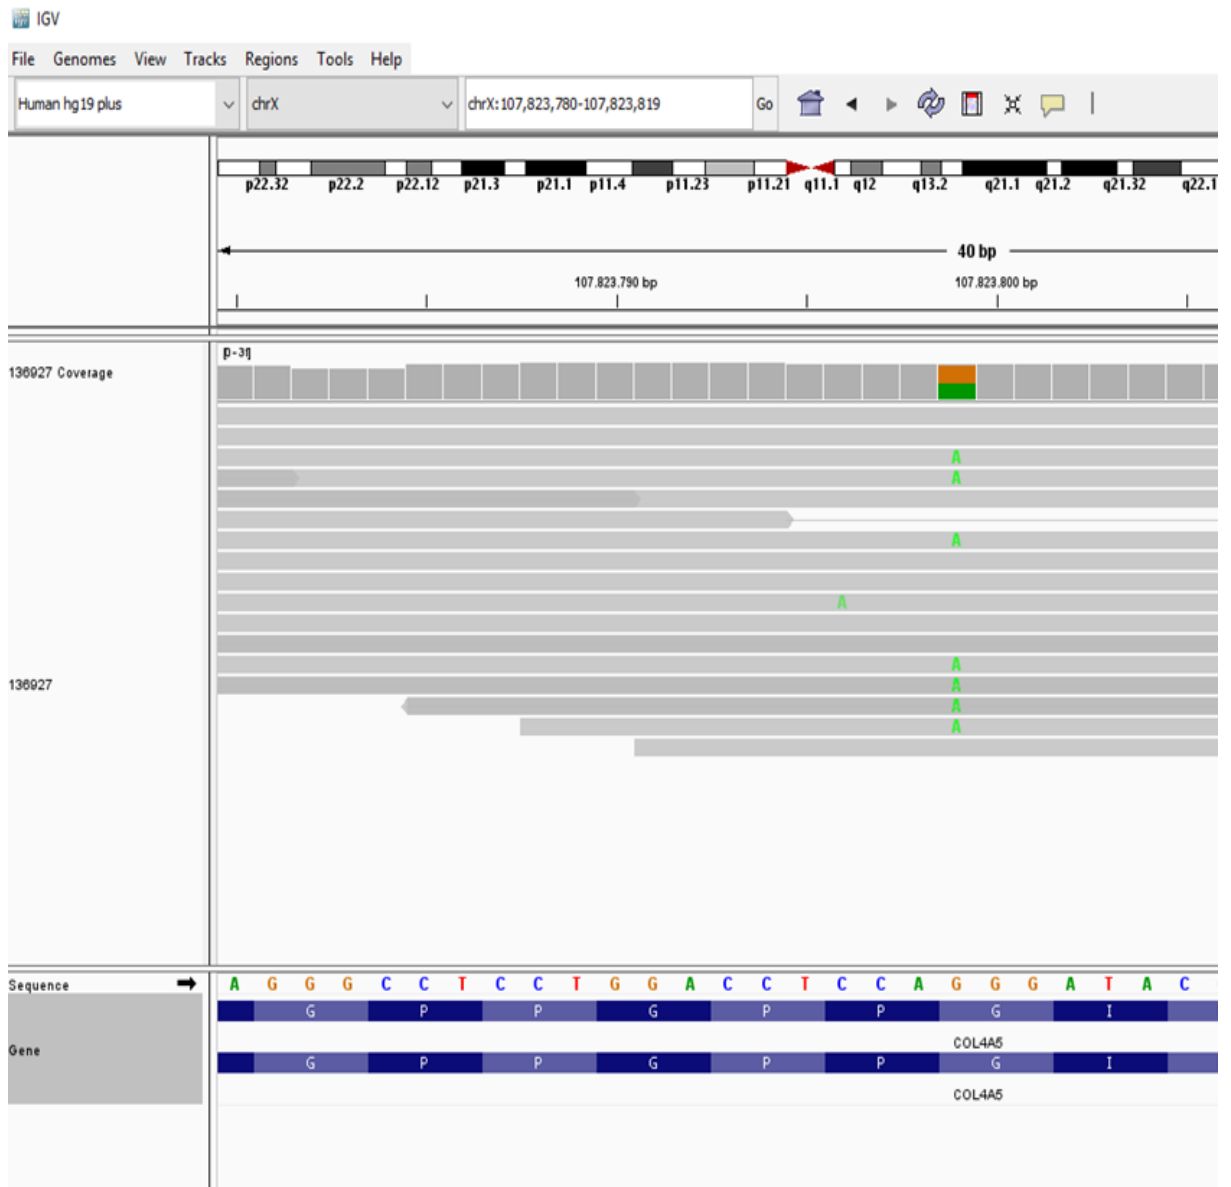 IGV
File Genomes View Tracks Regions Tools Help
Human hg19 plus chrX chrX:107,823,780-107,823,819 Go
p22.32 p22.2 p22.12 p21.3 p21.1 p11.4 p11.23 p11.21 q11.1 q12 q13.2 q21.1 q21.2 q21.32 q22.1
40 bp
107.823.790 bp 107.823.800 bp
136927 Coverage
A
A
A
A
A
136927 A
A
A
Sequence A G G G C C T C C T G G A C C T C C A G G G A T A C
G P P G P P G I
COL4A5
Gene
G P P G P P G I
COL4A5